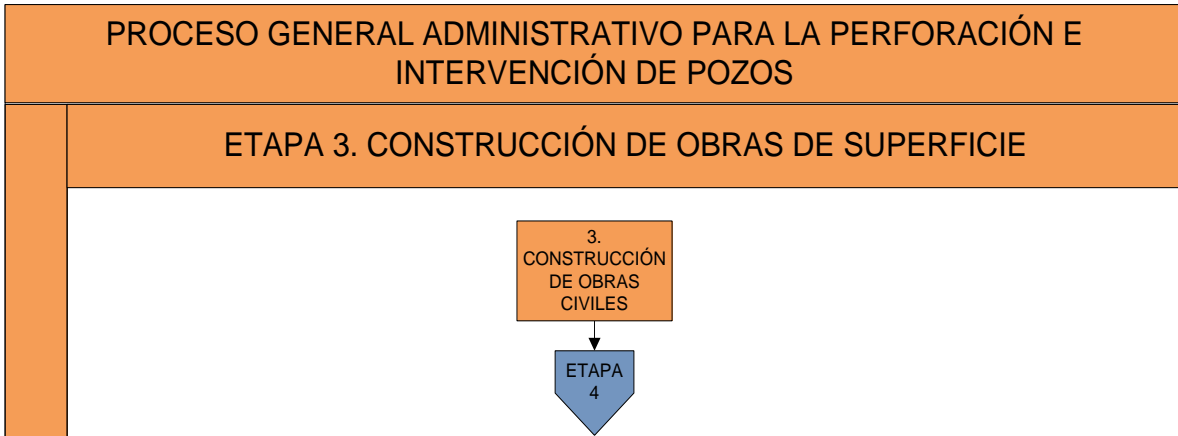 PROCESO GENERAL ADMINISTRATIVO PARA LA PERFORACIÓN E
INTERVENCIÓN DE POZOS
ETAPA 3. CONSTRUCCIÓN DE OBRAS DE SUPERFICIE
3.
CONSTRUCCIÓN
DE OBRAS
CIVILES
ETAPA
4